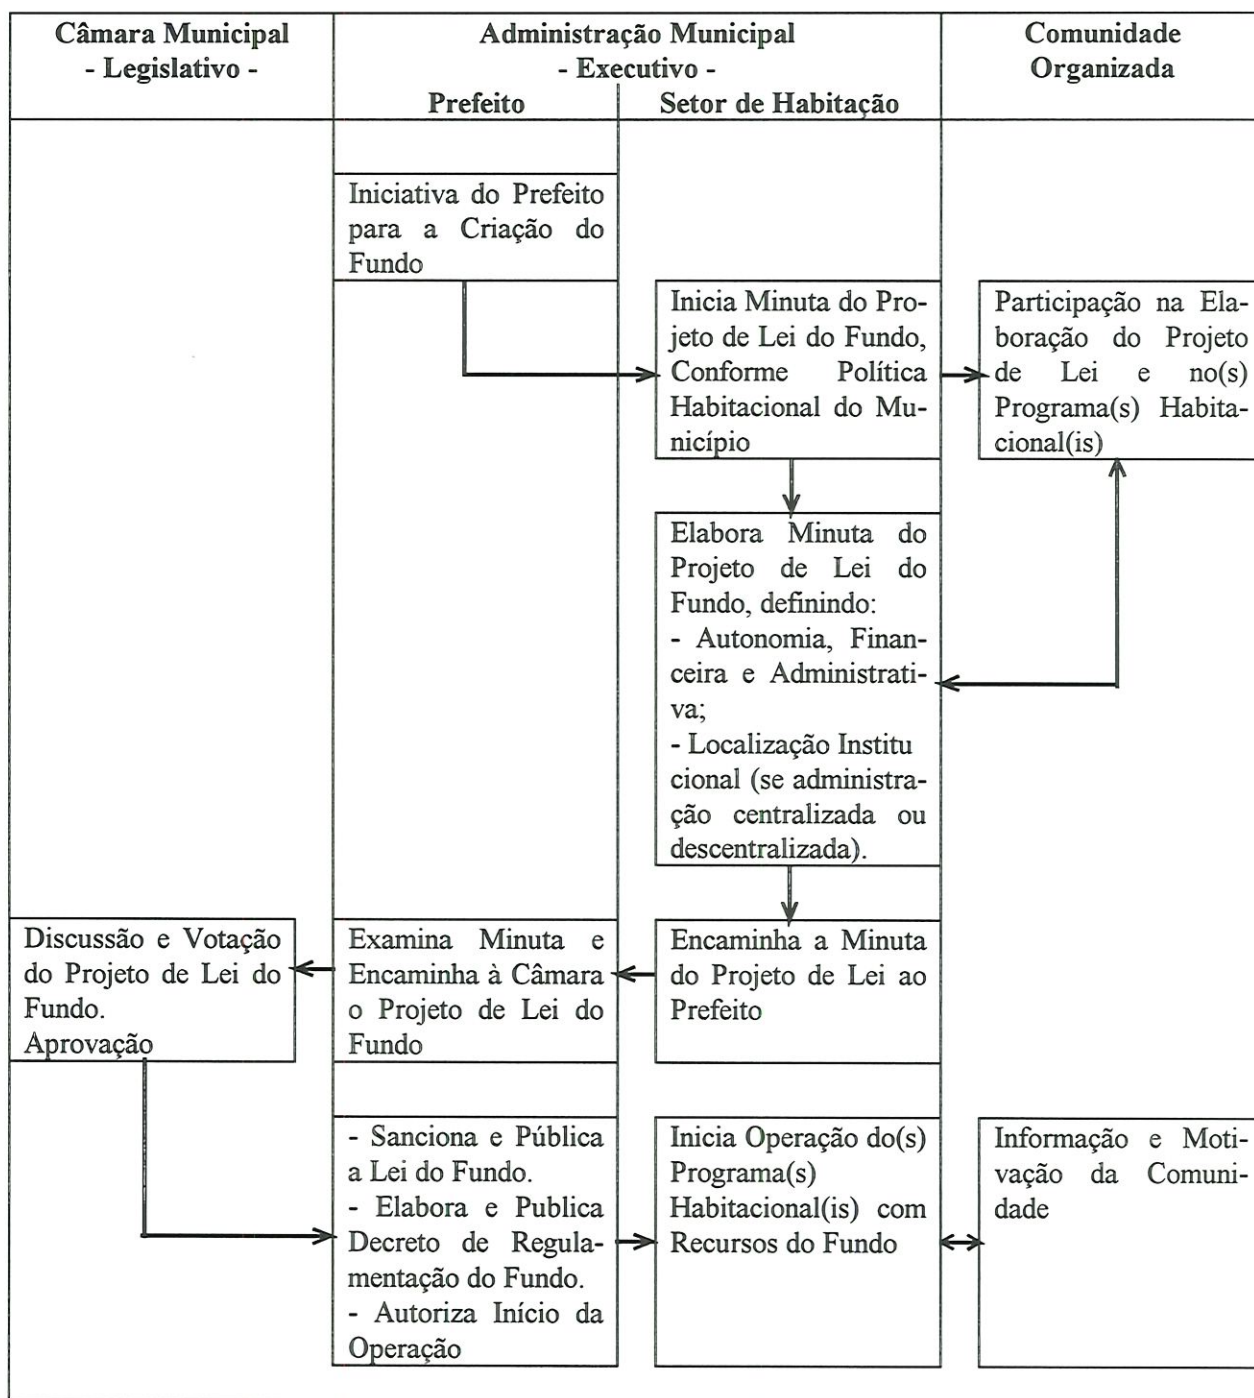 Câmara Municipal
- Legislativo -
Administração Municipal
- Executivo -
Prefeito
Setor de Habitação
Comunidade
Organizada
Iniciativa do Prefeito
para a Criação do
Fundo
Inicia Minuta do Pro-
jeto de Lei do Fundo,
Conforme Política
Habitacional do Mu-
nicípio
Participação na Ela-
boração do Projeto
de Lei e no(s)
Programa(s) Habita-
cional(is)
Elabora Minuta do
Projeto de Lei do
Fundo, definindo:
- Autonomia, Finan-
ceira e Administrati-
va;
- Localização Institu
cional (se administra-
ção centralizada ou
descentralizada).
Discussão e Votação
do Projeto de Lei do
Fundo.
Aprovação
Examina Minuta e
Encaminha à Câmara
o Projeto de Lei do
Fundo
Encaminha a Minuta
do Projeto de Lei ao
Prefeito
- Sanciona e Pública
a Lei do Fundo.
- Elabora e Publica
Decreto de Regula-
mentação do Fundo.
- Autoriza Início da
Operação
Inicia Operação do(s)
Programa(s)
Habitacional(is) com
Recursos do Fundo
Informação e Moti-
vação da Comuni-
dade